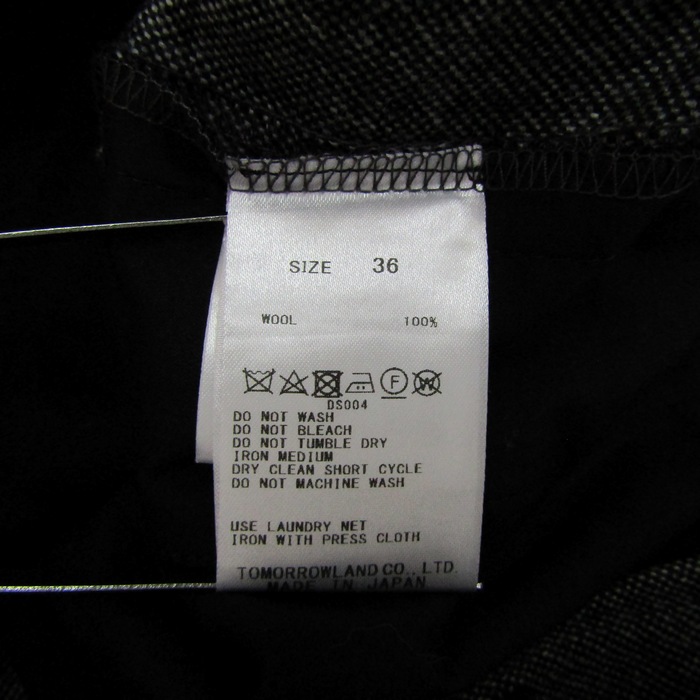 SIZE 36
WOOL 100%
F W
DS004
DO NOT WASH
DO NOT BLEACH
DO NOT TUMBLE DRY
IRON MEDIUM
DRY CLEAN SHORT CYCLE
DO NOT MACHINE WASH
USE LAUNDRY NET
IRON WITH PRESS CLOTH
TOMORROWLAND CO., LTD.
MADE IN JAPAN